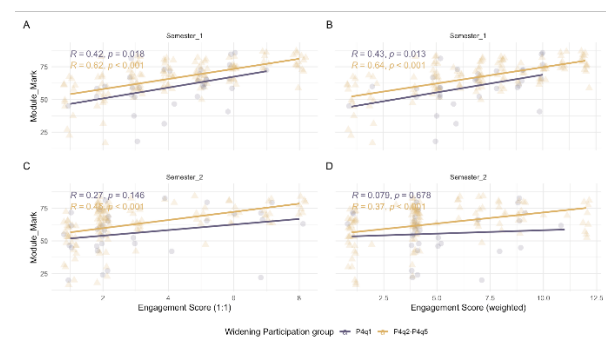 A
B
Semester_1
Semester_1
R = 0.42, p = 0.018
R = 0.62, p < 0.001
R = 0.43, p = 0.013
R = 0.64, p < 0.001
75
50
25
Module_Mark
C
D
Semester_2
Semester_2
R = 0.27, p = 0.146
p < 0.001
R = 0.079, p = 0.678
R = 0.37, p < 0.001
75
50
25
Module_Mark
2
4
6
8
2.5
5.0
7.5
10.0
12.5
Engagement Score (1:1)
Engagement Score (weighted)
Widening Participation group
P4q1
P4q2-P4q5